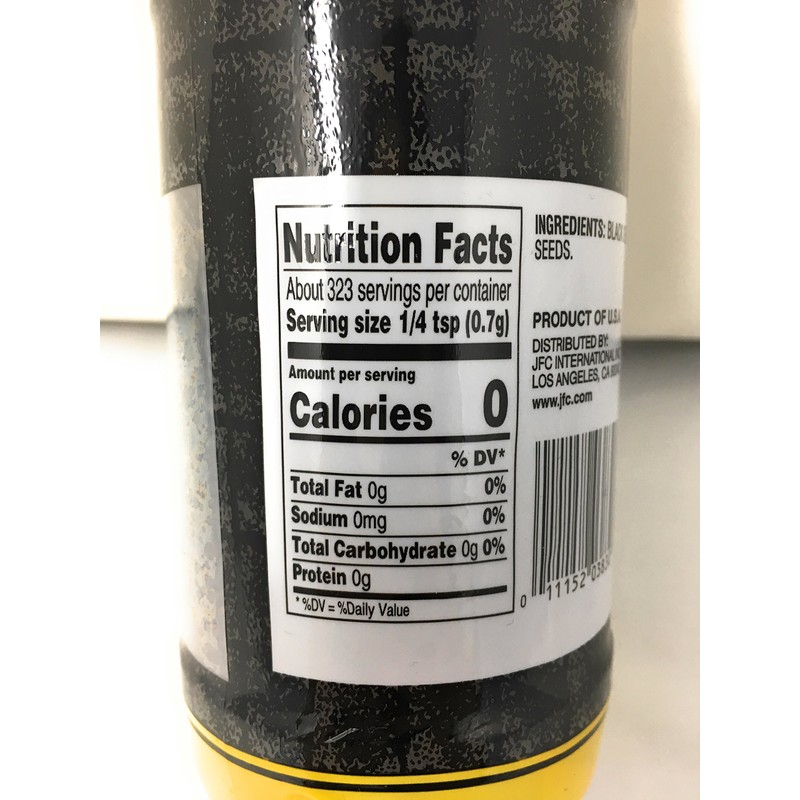 Nutrition Facts
About 323 servings per container
Serving size 1/4 tsp (0.7g)
Amount per serving
Calories 0
% DV*
Total Fat 0g 0%
Sodium 0mg 0%
Total Carbohydrate 0g 0%
Protein 0g
* %DV = %Daily Value
INGREDIENTS: BLACK
SEEDS.
PRODUCT OF U.S.A
DISTRIBUTED BY:
JFC INTERNATIONAL
LOS ANGELES, CA
www.jfc.com
0 11152 038